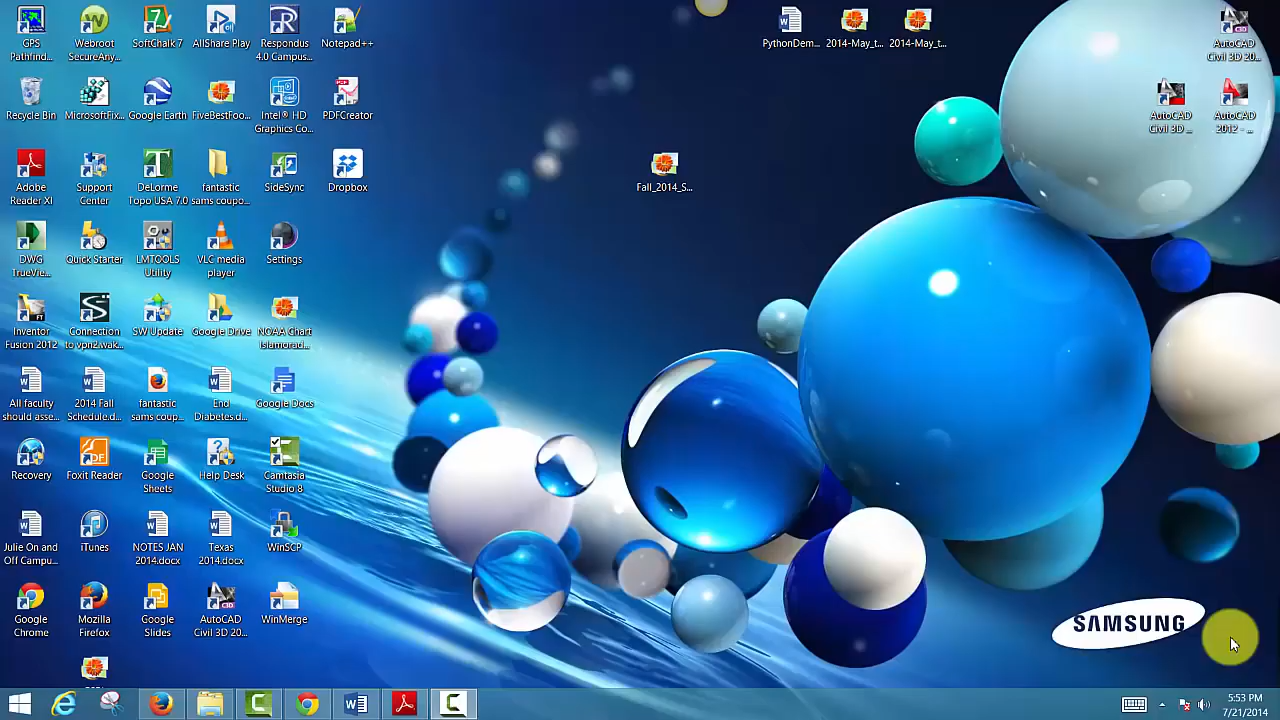 GPS
Pathfind...
Webroot
SecureAny...
SoftChalk 7
AllShare Play
Respondus
4.0 Campus...
Notepad++
PythonDem...
2014-May_t...
2014-May_t...
AutoCAD
Civil 3D 20...
Recycle Bin
MicrosoftFix...
Google Earth
FiveBestFoo...
Intel® HD
Graphics Co...
PDFCreator
AutoCAD
Civil 3D ...
AutoCAD
2012 - ...
Adobe
Reader XI
Support
Center
DeLorme
Topo USA 7.0
fantastic
sams coupo...
SideSync
Dropbox
Fall_2014_S...
DWG
TrueVie...
Quick Starter
LMTOOLS
Utility
VLC media
player
Settings
Inventor
Fusion 2012
Connection
to vpn2.wak...
SW Update
Google Drive
NOAA Chart
Islamorad...
All faculty
should asse...
2014 Fall
Schedule.d...
fantastic
sams coup...
End
Diabetes.d...
Google Docs
Recovery
Foxit Reader
Google
Sheets
Help Desk
Camtasia
Studio 8
Julie On and
Off Campu...
iTunes
NOTES JAN
2014.docx
Texas
2014.docx
WinSCP
Google
Chrome
Mozilla
Firefox
Google
Slides
AutoCAD
Civil 3D 20...
WinMerge
SAMSUNG
5:53 PM
7/21/2014